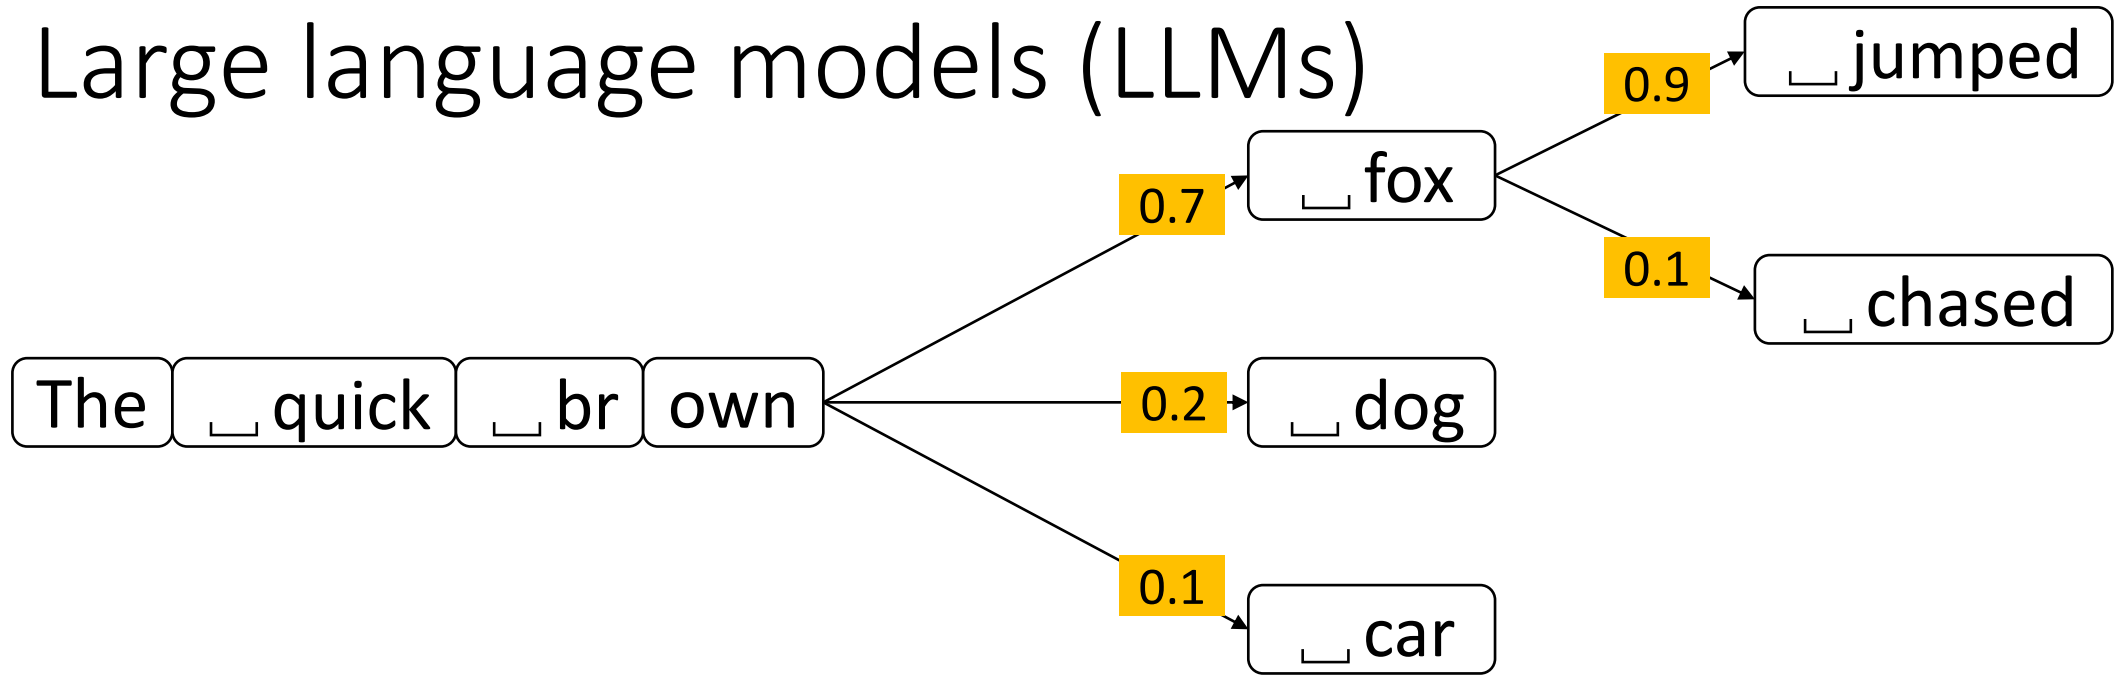 Large language models (LLMs)
The ␣quick ␣br own
0.7
␣fox
0.9
␣jumped
0.1
␣chased
0.2
␣dog
0.1
␣car